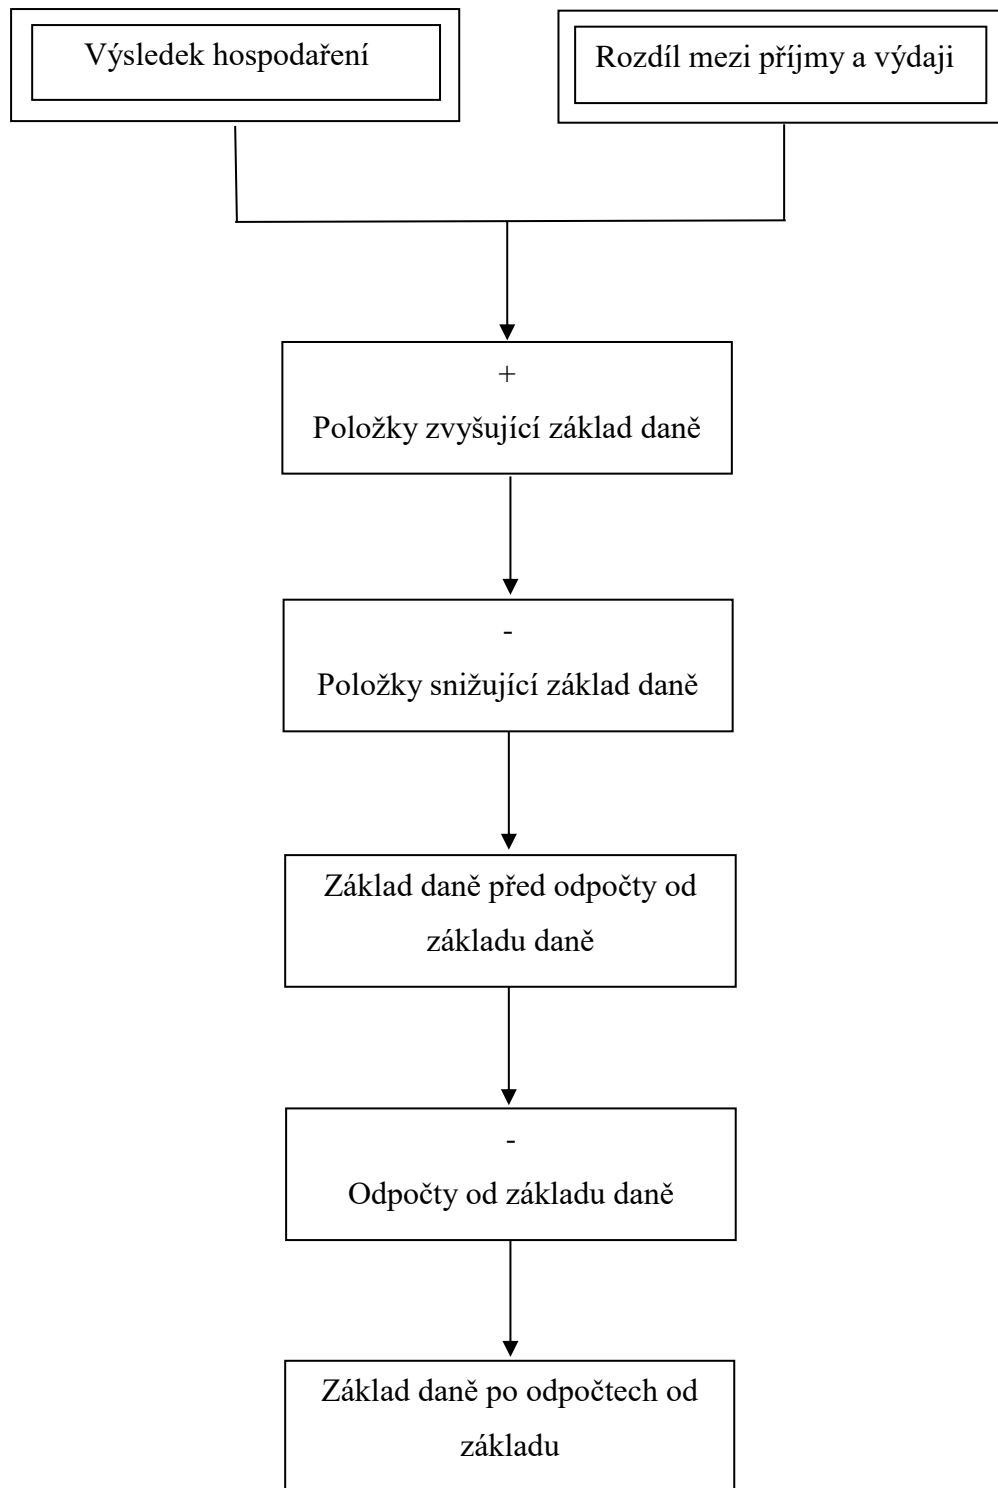 Výsledek hospodaření
Rozdíl mezi příjmy a výdaji
+
Položky zvyšující základ daně
-
Položky snižující základ daně
Základ daně před odpočty od
základu daně
-
Odpočty od základu daně
Základ daně po odpočtech od
základu